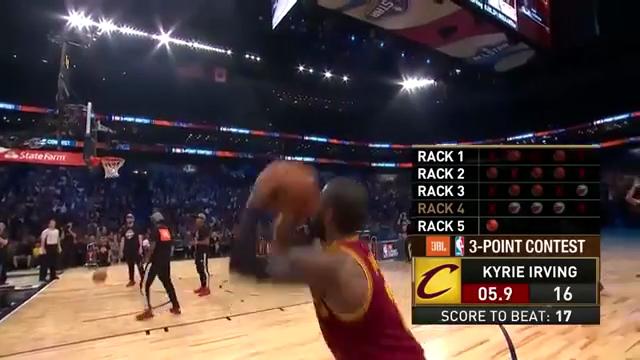 State Farm
RACK 1
RACK 2
RACK 3
RACK 4
RACK 5
JBL NBA 3-POINT CONTEST
KYRIE IRVING
05.9 16
SCORE TO BEAT: 17